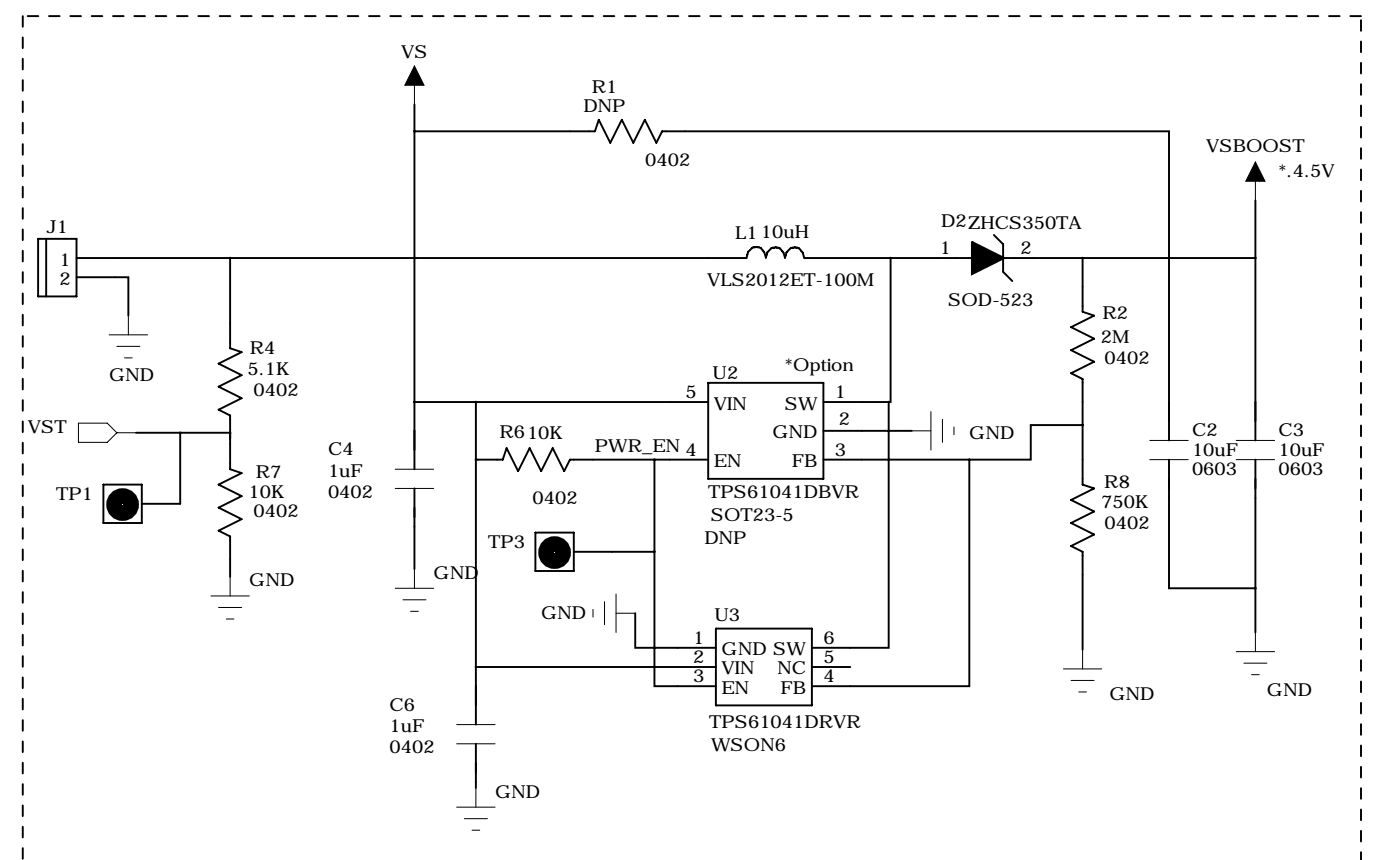 VS
R1
DNP
0402
VSBOOST
*.4.5V
J1
1
2
GND
L1 10uH
VLS2012ET-100M
D2 ZHCS350TA
1
2
SOD-523
R4
5.1K
0402
VST
TP1
R7
10K
0402
GND
C4
1uF
0402
GND
R6 10K
0402
PWR_EN
TP3
U2
*Option
5
VIN
SW
1
GND
2
GND
4
EN
FB
3
TPS61041DBVR
SOT23-5
DNP
R2
2M
0402
R8
750K
0402
GND
C2
10uF
0603
C3
10uF
0603
GND
GND
U3
1
GND
SW
6
2
VIN
NC
5
3
EN
FB
4
TPS61041DRVR
WSON6
C6
1uF
0402
GND